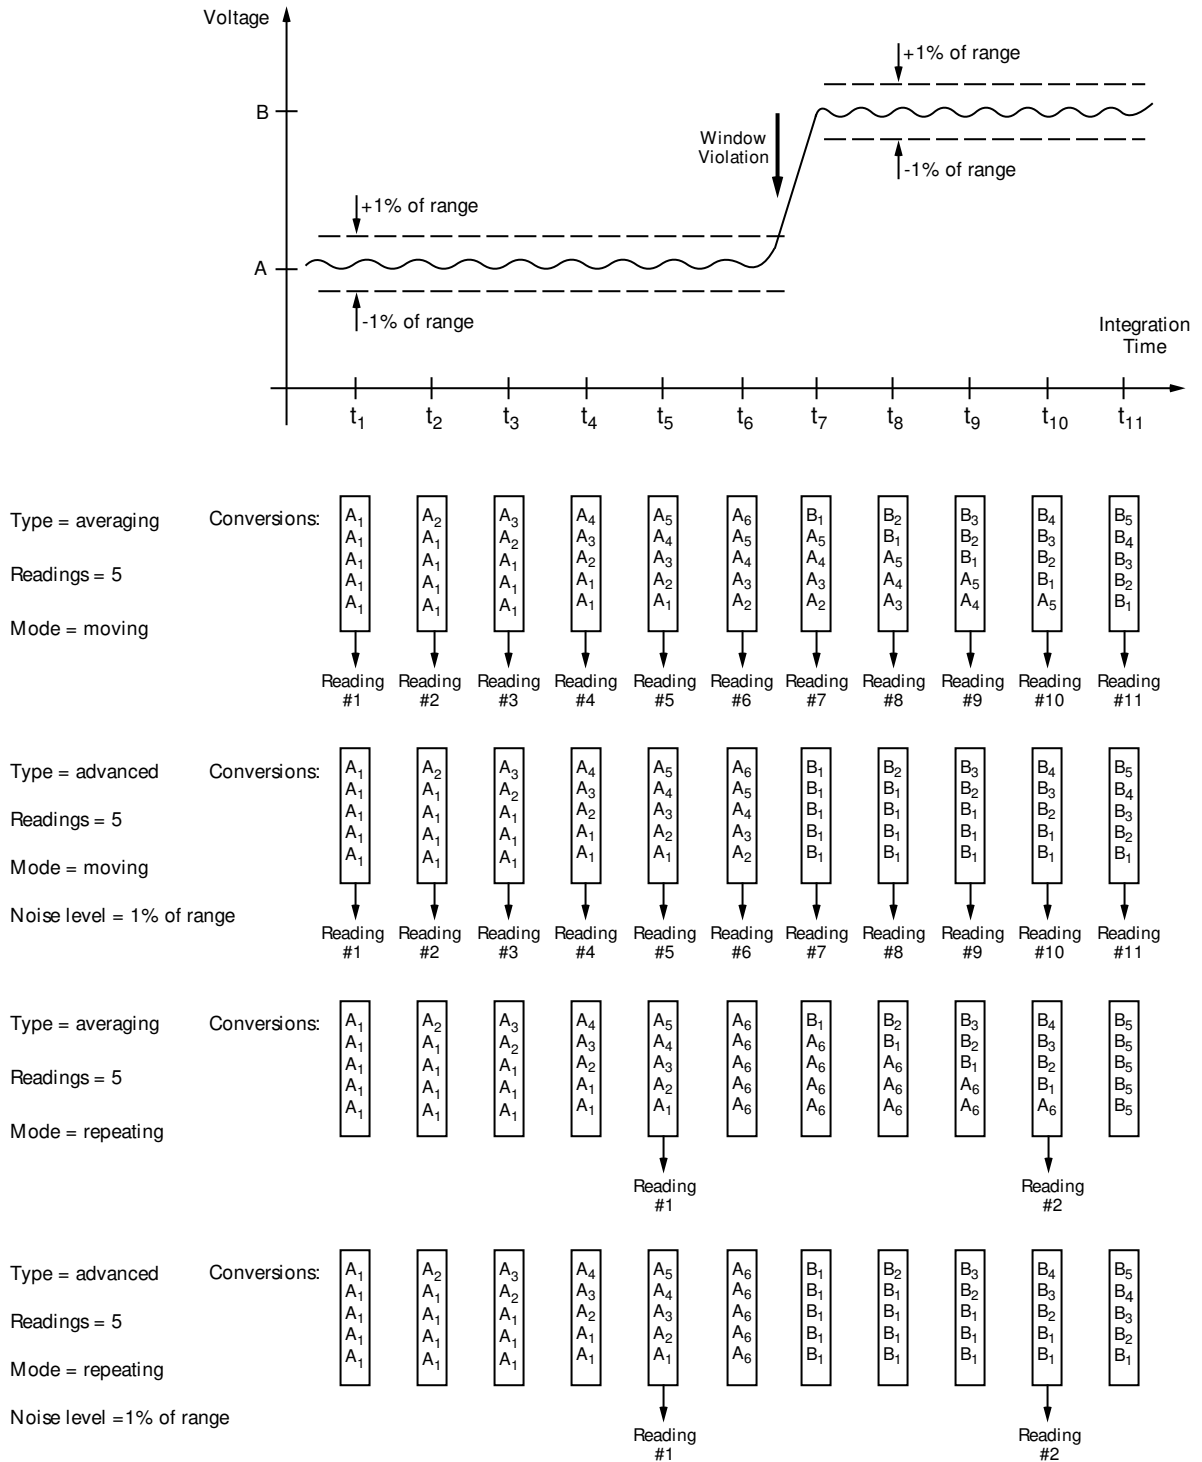 Voltage
+1% of range
B
Window
Violation
-1% of range
+1% of range
A
-1% of range
Integration
Time
t1 t2 t3 t4 t5 t6 t7 t8 t9 t10 t11
Type = averaging Conversions: A1 A2 A3 A4 A5 A6 B1 B2 B3 B4 B5
A1 A1 A2 A3 A4 A5 A5 B1 B2 B3 B4
Readings = 5 A1 A1 A1 A2 A3 A4 A4 A5 B1 B2 B3
A1 A1 A1 A1 A2 A3 A3 A4 A5 B1 B2
Mode = moving A1 A1 A1 A1 A1 A2 A2 A3 A4 A5 B1
Reading Reading Reading Reading Reading Reading Reading Reading Reading Reading Reading
#1 #2 #3 #4 #5 #6 #7 #8 #9 #10 #11
Type = advanced Conversions: A1 A2 A3 A4 A5 A6 B1 B2 B3 B4 B5
A1 A1 A2 A3 A4 A5 B1 B1 B2 B3 B4
Readings = 5 A1 A1 A1 A2 A3 A4 B1 B1 B1 B2 B3
A1 A1 A1 A1 A2 A3 B1 B1 B1 B1 B2
Mode = moving A1 A1 A1 A1 A1 A2 B1 B1 B1 B1 B1
Noise level = 1% of range
Reading Reading Reading Reading Reading Reading Reading Reading Reading Reading Reading
#1 #2 #3 #4 #5 #6 #7 #8 #9 #10 #11
Type = averaging Conversions: A1 A2 A3 A4 A5 A6 B1 B2 B3 B4 B5
A1 A1 A2 A3 A4 A6 A6 B1 B2 B3 B5
Readings = 5 A1 A1 A1 A2 A3 A6 A6 A6 B1 B2 B5
A1 A1 A1 A1 A2 A6 A6 A6 A6 B1 B5
Mode = repeating A1 A1 A1 A1 A1 A6 A6 A6 A6 A6 B5
Reading Reading
#1 #2
Type = advanced Conversions: A1 A2 A3 A4 A5 A6 B1 B2 B3 B4 B5
A1 A1 A2 A3 A4 A6 B1 B1 B2 B3 B4
Readings = 5 A1 A1 A1 A2 A3 A6 B1 B1 B1 B2 B3
A1 A1 A1 A1 A2 A6 B1 B1 B1 B1 B2
Mode = repeating A1 A1 A1 A1 A1 A6 B1 B1 B1 B1 B1
Noise level =1% of range
Reading Reading
#1 #2